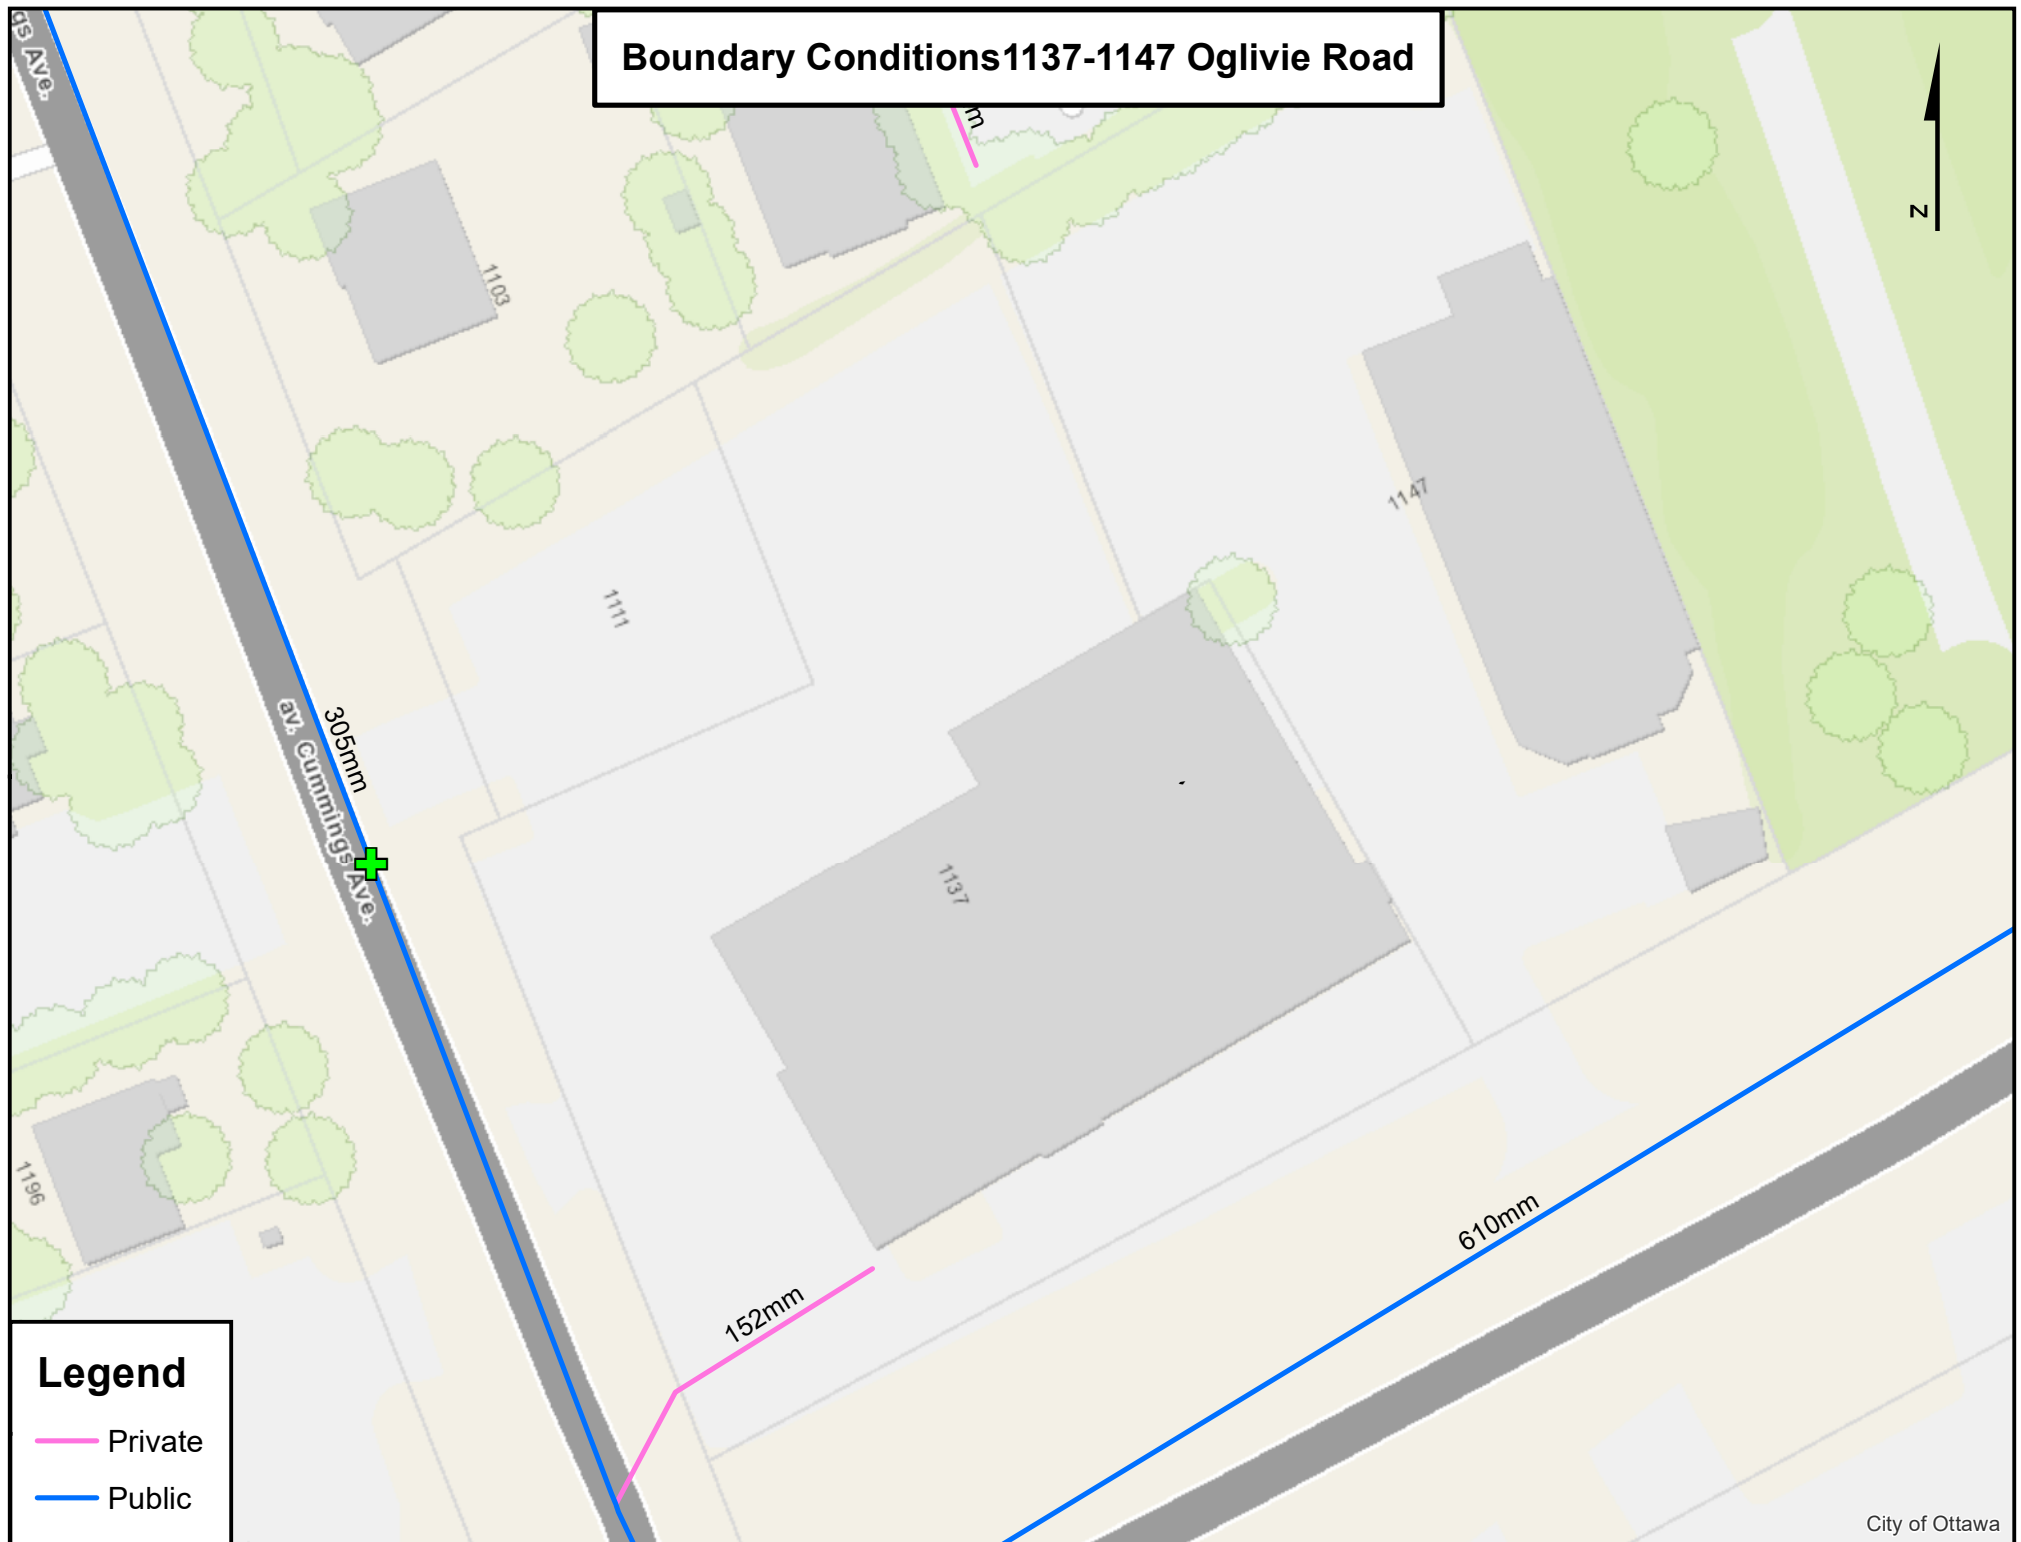 Boundary Conditions1137-1147 Oglivie Road
gs Ave.
m
N
1103
1147
1111
305mm
av. Cummings Ave.
1137
1196
610mm
152mm
Legend
Private
Public
City of Ottawa